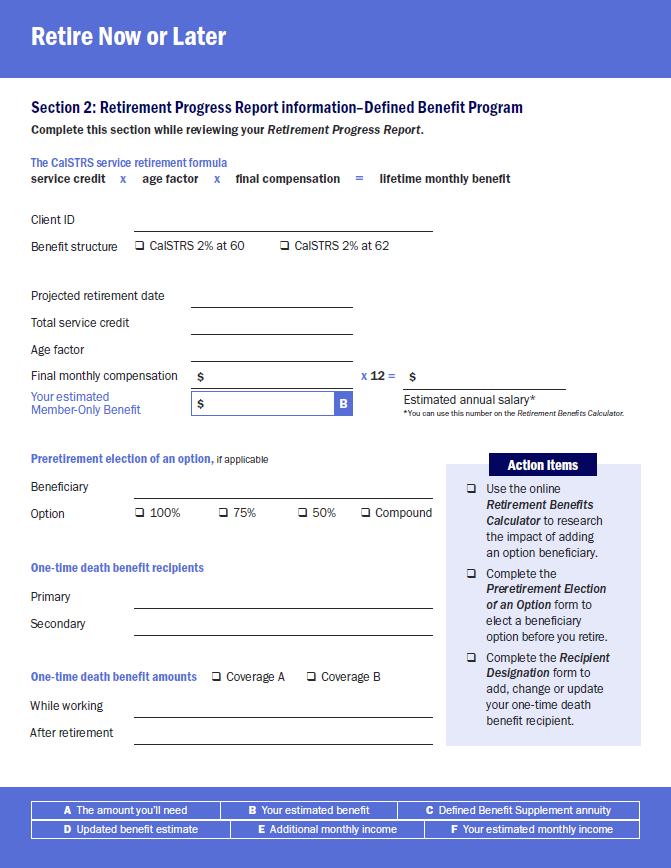 Retire Now or Later
Section 2: Retirement Progress Report information–Defined Benefit Program
Complete this section while reviewing your Retirement Progress Report.
The CalSTRS service retirement formula
service credit x age factor x final compensation = lifetime monthly benefit
Client ID
Benefit structure ❑ CalSTRS 2% at 60 ❑ CalSTRS 2% at 62
Projected retirement date
Total service credit
Age factor
Final monthly compensation $ x 12 = $
Your estimated
Member-Only Benefit $ B
Estimated annual salary*
*You can use this number on the Retirement Benefits Calculator.
Preretirement election of an option, if applicable
Beneficiary
Option ❑ 100% ❑ 75% ❑ 50% ❑ Compound
One-time death benefit recipients
Primary
Secondary
One-time death benefit amounts ❑ Coverage A ❑ Coverage B
While working
After retirement
Action Items
❑ Use the online
Retirement Benefits
Calculator to research
the impact of adding
an option beneficiary.
❑ Complete the
Preretirement Election
of an Option form to
elect a beneficiary
option before you retire.
❑ Complete the Recipient
Designation form to
add, change or update
your one-time death
benefit recipient.
A The amount you'll need B Your estimated benefit C Defined Benefit Supplement annuity
D Updated benefit estimate E Additional monthly income F Your estimated monthly income